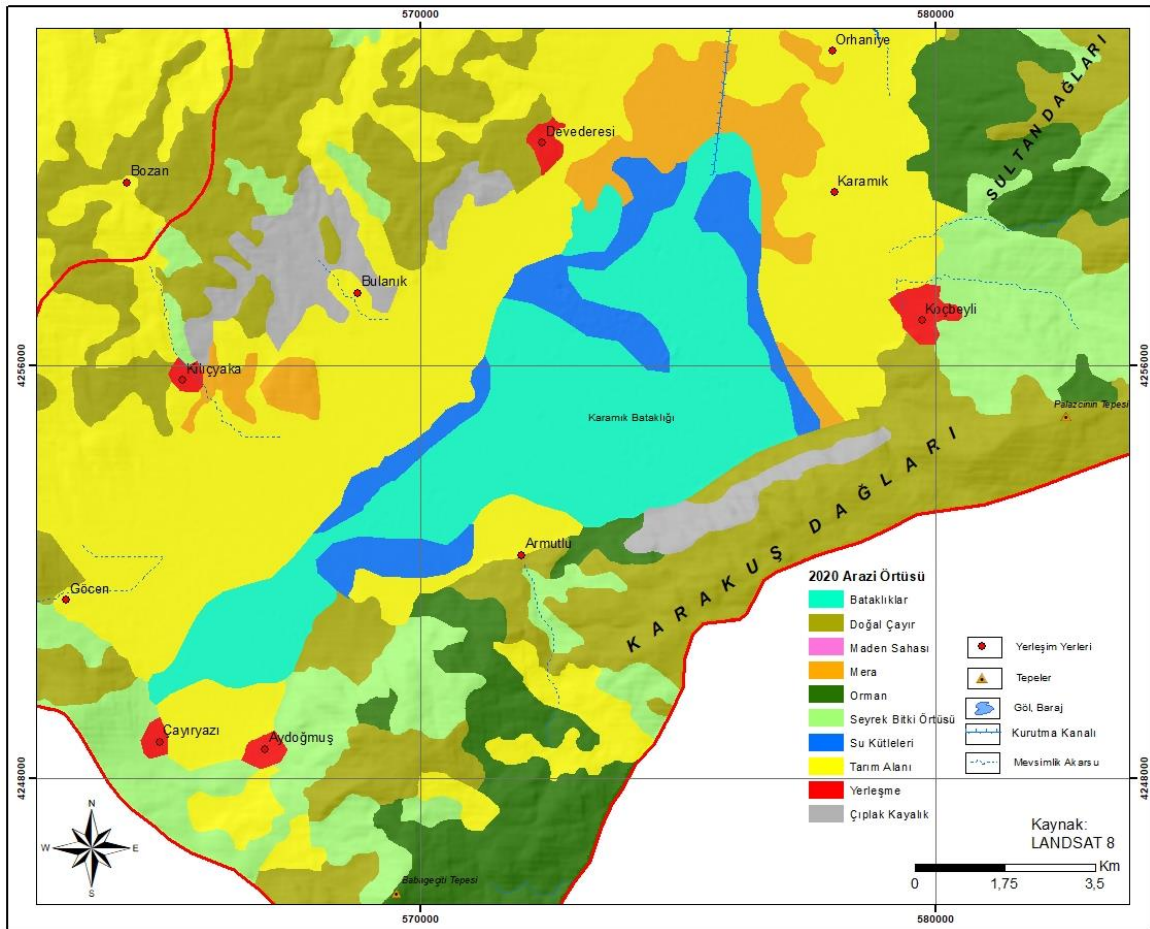 570000
580000
Orhaniye
SULTAN DAĞLARI
Devederesi
Bozan
Karamık
Bulanık
Koçbeyli
4256000
4256000
Kılıçyaka
Palazcının Tepesi
Karamık Bataklığı
KARAKUŞ DAĞLARI
Armutlu
Göcen
2020 Arazi Örtüsü
Bataklıklar
Doğal Çayır
Maden Sahası
Mera
Orman
Seyrek Bitki Örtüsü
Su Kütleleri
Tarım Alanı
Yerleşme
Çıplak Kayalık
Yerleşim Yerleri
Tepeler
Göl, Baraj
Kurutma Kanalı
Mevsimlik Akarsu
Çayıryazı
Aydoğmuş
4248000
4248000
N
W E
S
Kaynak:
LANDSAT 8
Km
0 1,75 3,5
Tepesi
570000
580000